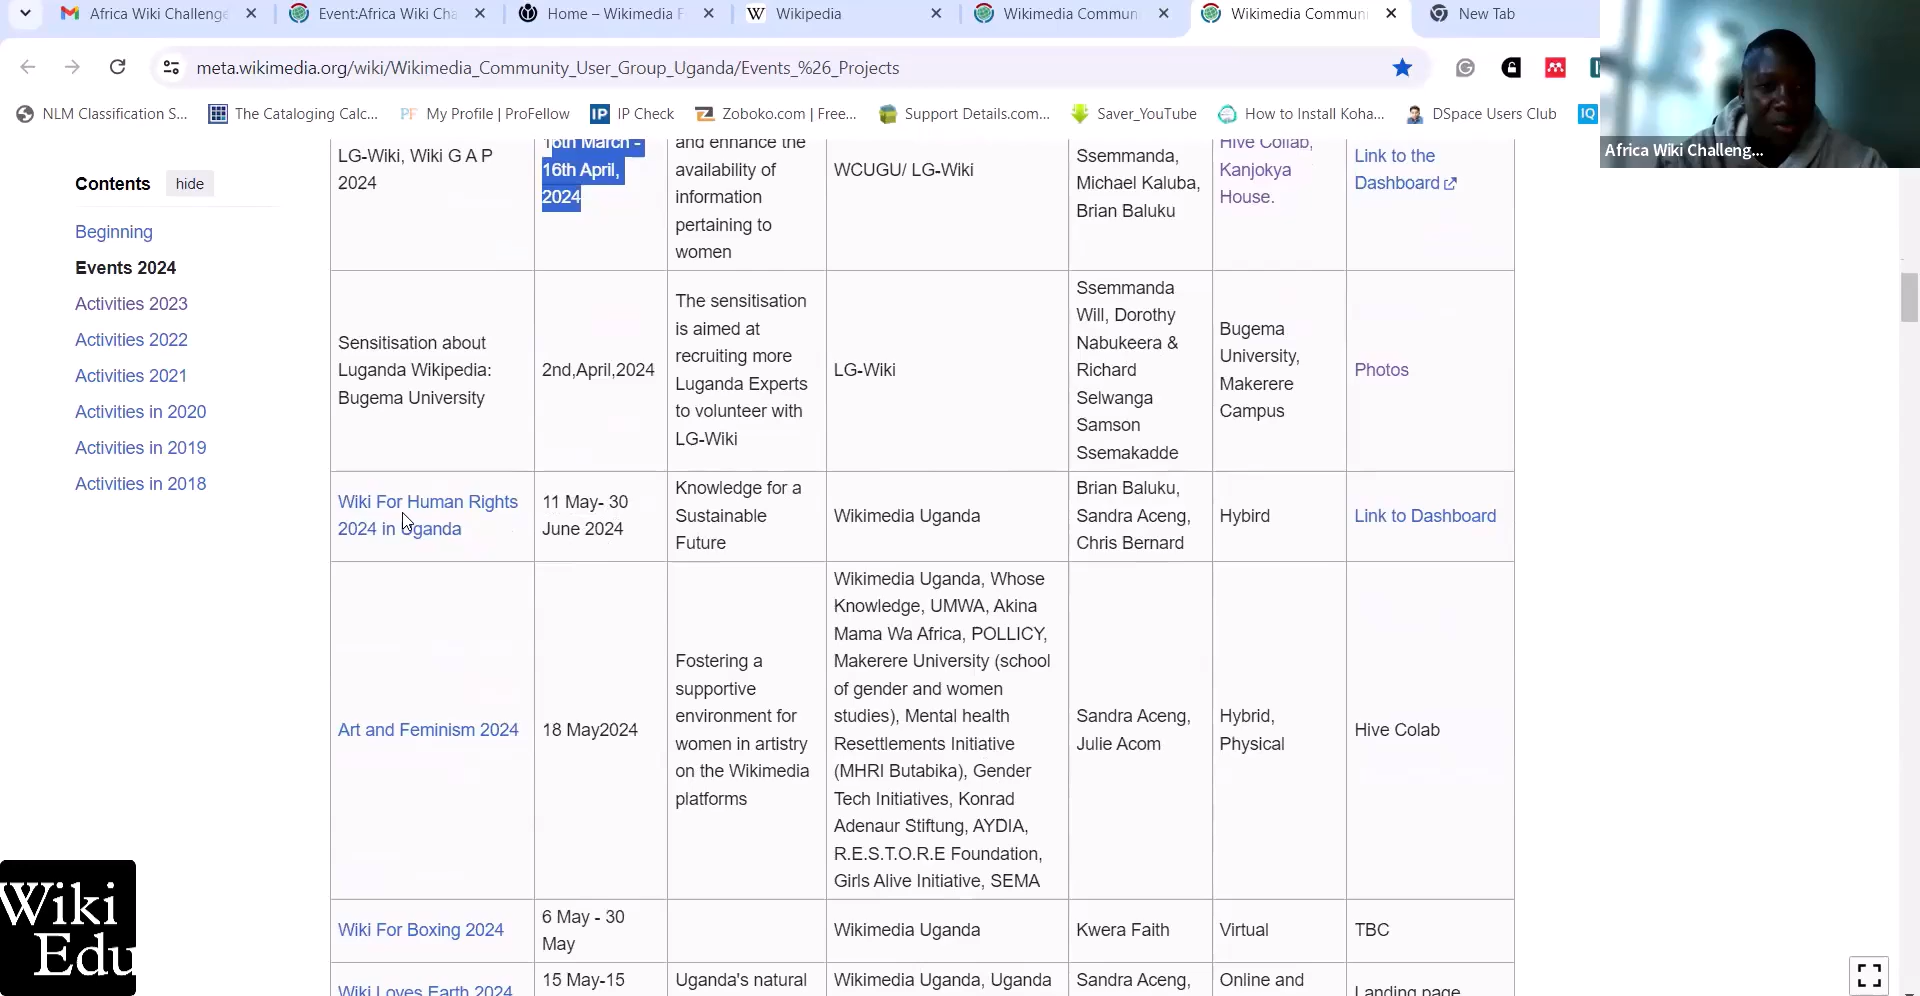 Africa Wiki Challenge
Event:Africa Wiki Cha
Home – Wikimedia F
Wikipedia
Wikimedia Commun
Wikimedia Commun
New Tab
meta.wikimedia.org/wiki/Wikimedia_Community_User_Group_Uganda/Events_%26_Projects
NLM Classification S...
The Cataloging Calc...
PF My Profile | ProFellow
IP IP Check
Zoboko.com | Free...
Support Details.com...
Saver_YouTube
How to Install Koha...
DSpace Users Club
IQ
Africa Wiki Challeng...
Contents
hide
Beginning
Events 2024
Activities 2023
Activities 2022
Activities 2021
Activities in 2020
Activities in 2019
Activities in 2018
LG-Wiki, Wiki G A P
2024
16th March -
16th April,
2024
and enhance the
availability of
information
pertaining to
women
WCUGU/ LG-Wiki
Ssemmanda,
Michael Kaluba,
Brian Baluku
Hive Collab,
Kanjokya
House.
Link to the
Dashboard
Sensitisation about
Luganda Wikipedia:
Bugema University
2nd,April,2024
The sensitisation
is aimed at
recruiting more
Luganda Experts
to volunteer with
LG-Wiki
LG-Wiki
Ssemmanda
Will, Dorothy
Nabukeera &
Richard
Selwanga
Samson
Ssemakadde
Bugema
University,
Makerere
Campus
Photos
Wiki For Human Rights
2024 in Uganda
11 May- 30
June 2024
Knowledge for a
Sustainable
Future
Wikimedia Uganda
Brian Baluku,
Sandra Aceng,
Chris Bernard
Hybird
Link to Dashboard
Art and Feminism 2024
18 May2024
Fostering a
supportive
environment for
women in artistry
on the Wikimedia
platforms
Wikimedia Uganda, Whose
Knowledge, UMWA, Akina
Mama Wa Africa, POLLICY,
Makerere University (school
of gender and women
studies), Mental health
Resettlements Initiative
(MHRI Butabika), Gender
Tech Initiatives, Konrad
Adenaur Stiftung, AYDIA,
R.E.S.T.O.R.E Foundation,
Girls Alive Initiative, SEMA
Sandra Aceng,
Julie Acom
Hybrid,
Physical
Hive Colab
Wiki For Boxing 2024
6 May - 30
May
Wikimedia Uganda
Kwera Faith
Virtual
TBC
Wiki Loves Earth 2024
15 May-15
Uganda's natural
Wikimedia Uganda, Uganda
Sandra Aceng,
Online and
Landing page
Wiki
Edu